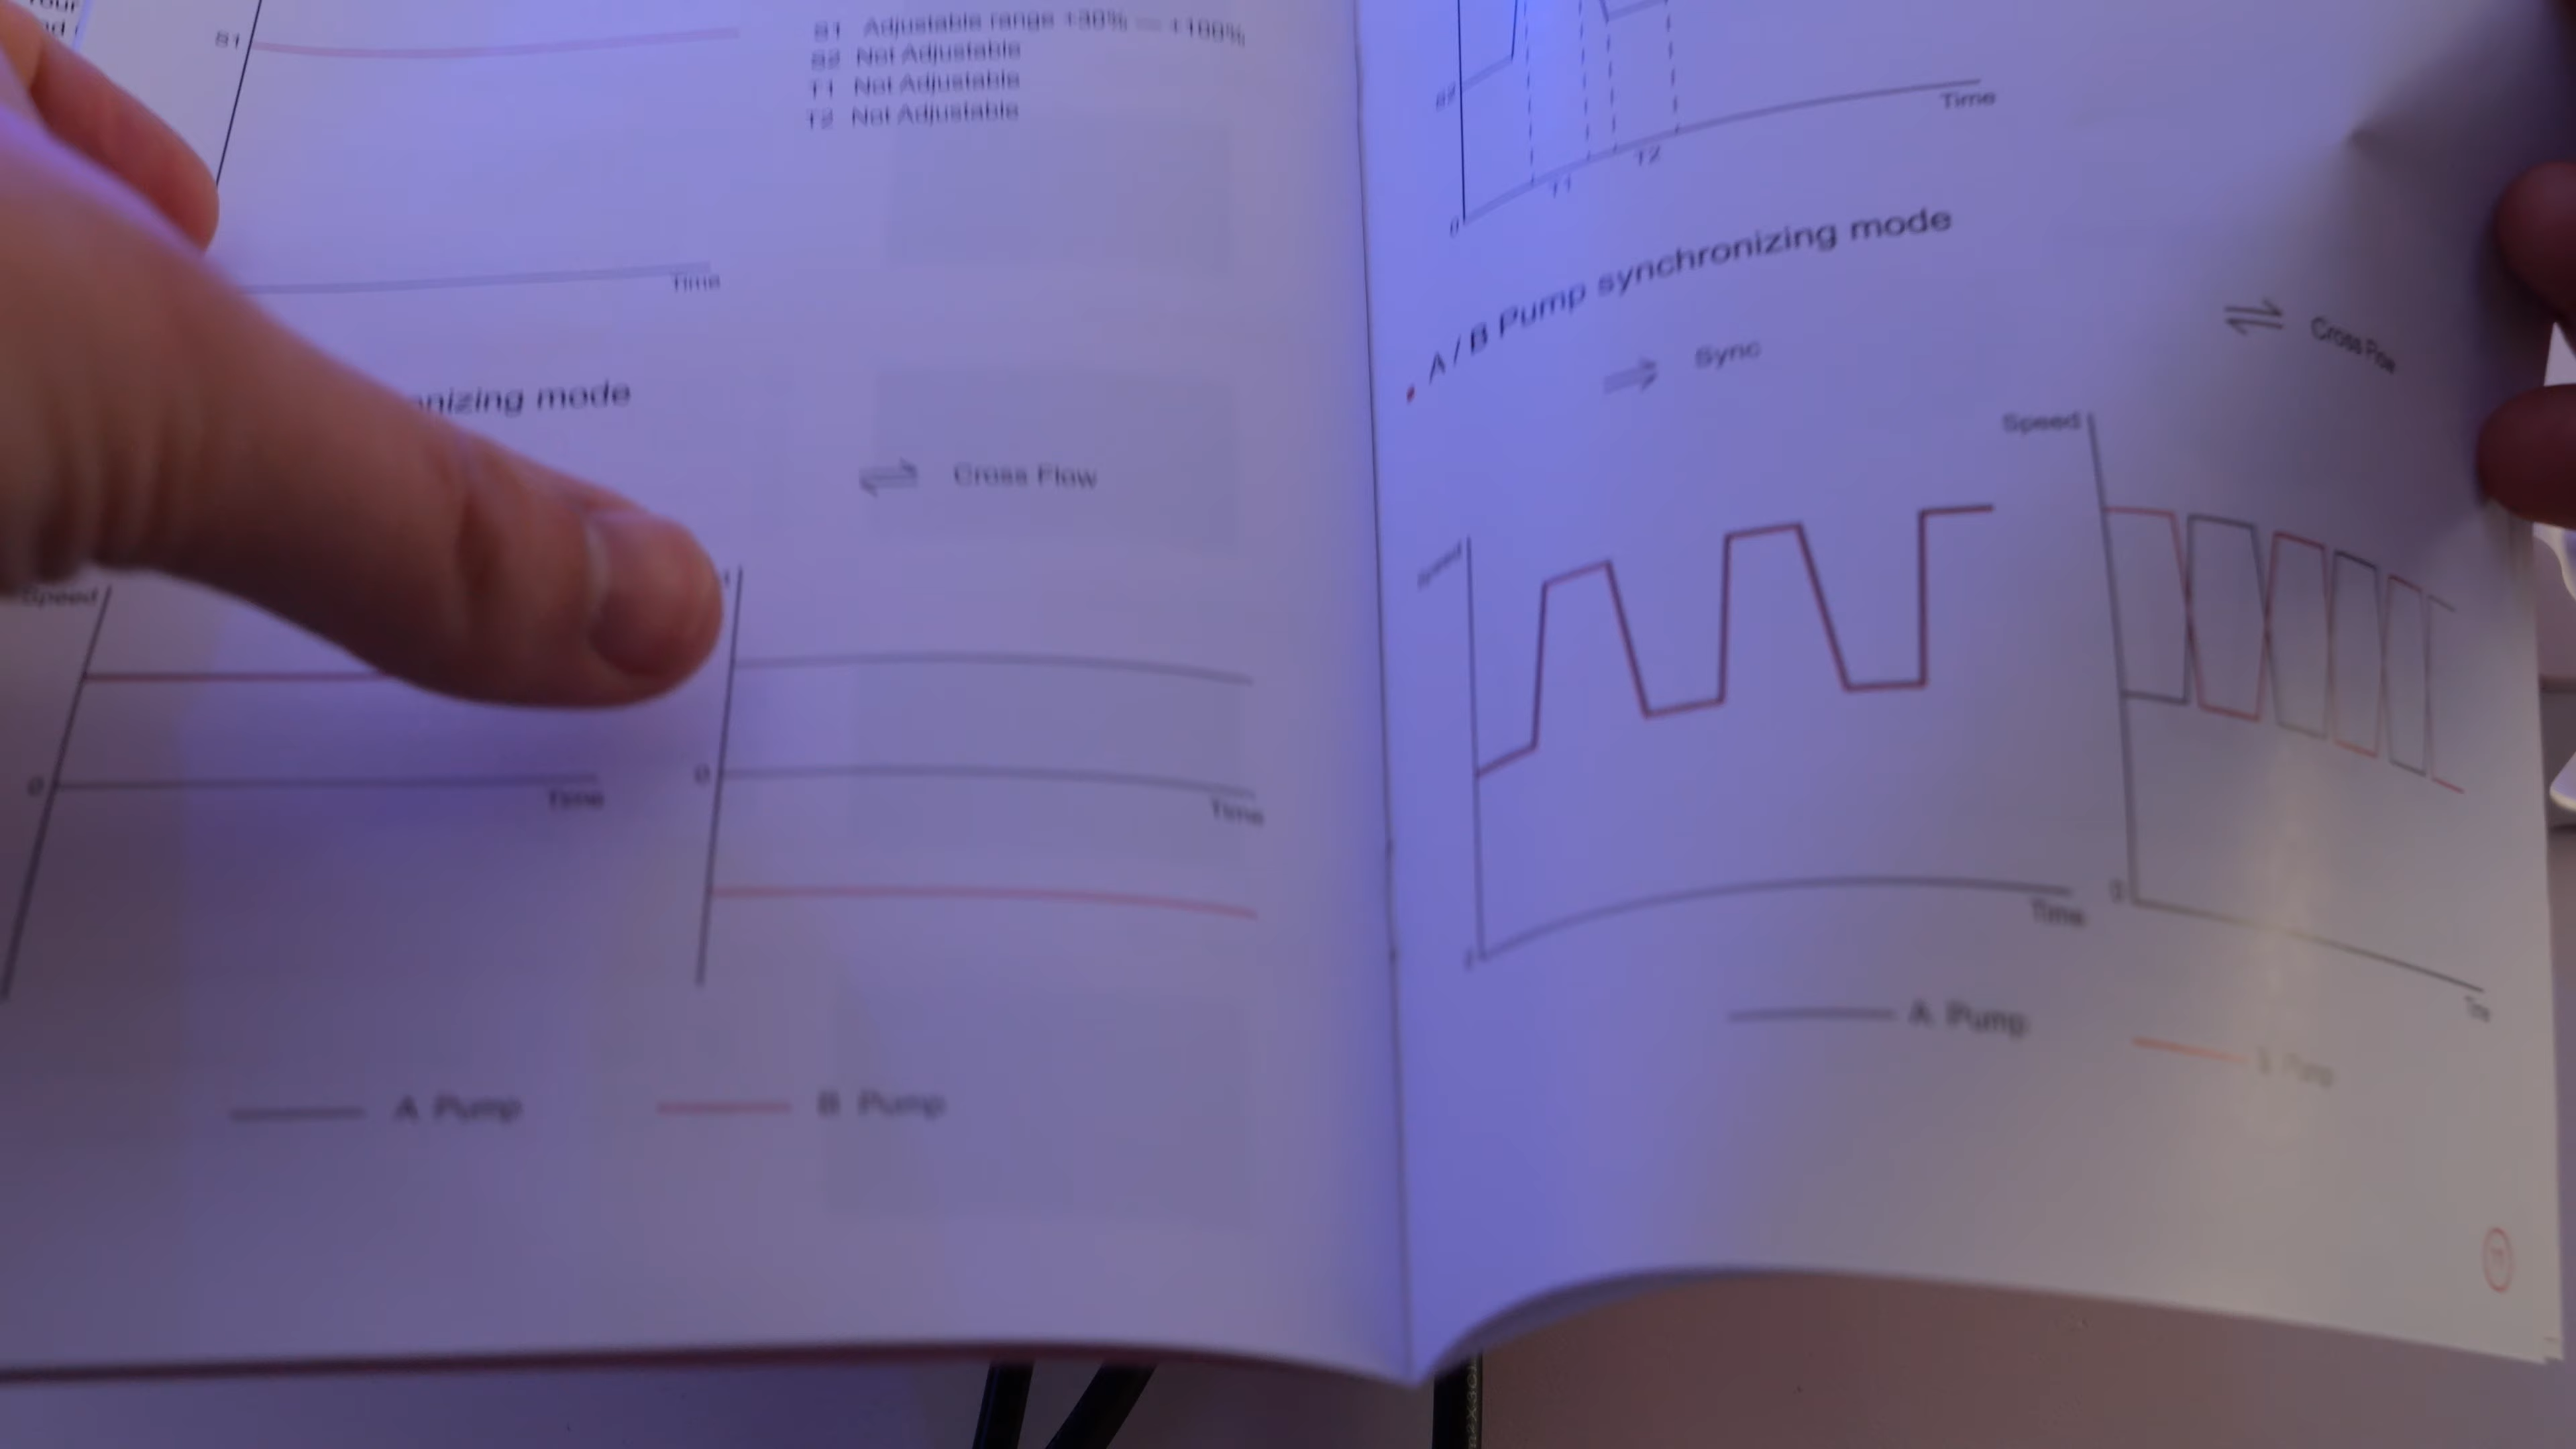 S1
S1 Adjustable range +30% — +100%
S2 Not Adjustable
T1 Not Adjustable
T2 Not Adjustable
Time
onizing mode
Cross Flow
Speed
0
Time
0
Time
A Pump
B Pump
S2
Time
T1
T2
0
A / B Pump synchronizing mode
Sync
Cross Flow
Speed
Speed
Time
0
A Pump
B Pump